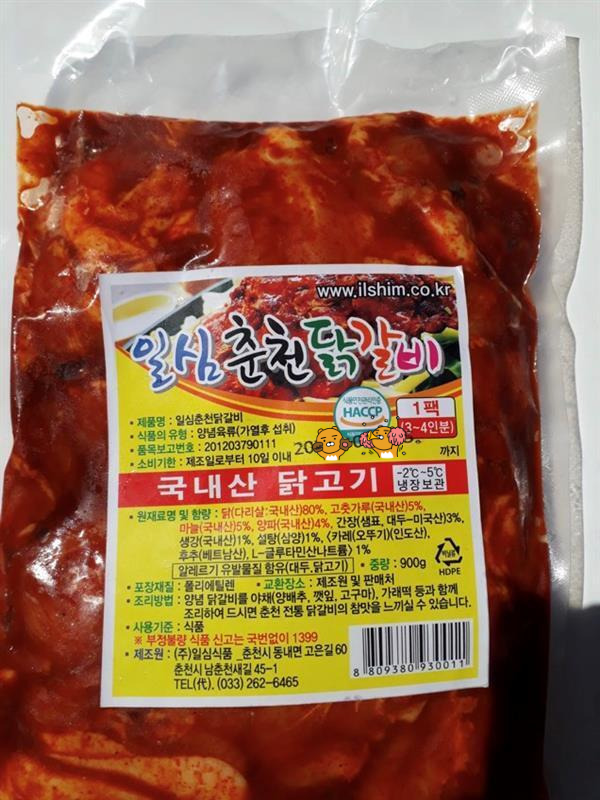 www.ilshim.co.kr
일심춘천닭갈비
식품안전관리인증
HACCP
1팩
(3~4인분)
• 제품명 : 일심춘천닭갈비
• 식품의 유형 : 양념육류(가열후 섭취)
• 품목보고번호 : 201203790111
• 소비기한 : 제조일로부터 10일 이내
20
까지
국내산 닭고기
-2℃~5℃
냉장보관
• 원재료명 및 함량 : 닭(다리살:국내산)80%, 고춧가루(국내산)5%,
마늘(국내산)5%, 양파(국내산)4%, 간장(샘표, 대두-미국산)3%,
생강(국내산)1%, 설탕(삼양)1%, 〈카레(오뚜기)(인도산),
후추(베트남산), L-글루타민산나트륨〉1%
알레르기 유발물질 함유(대두,닭고기)
• 중량 : 900g
비닐류
HDPE
• 포장재질 : 폴리에틸렌 • 교환장소 : 제조원 및 판매처
• 조리방법 : 양념 닭갈비를 야채(양배추, 깻잎, 고구마), 가래떡 등과 함께
조리하여 드시면 춘천 전통 닭갈비의 참맛을 느끼실 수 있습니다.
• 사용기준 : 식품
※ 부정불량 식품 신고는 국번없이 1399
• 제조원 : (주)일심식품 _춘천시 동내면 고은길 60
춘천시 남춘천새길 45-1
TEL(代). (033) 262-6465
8 809380 930011